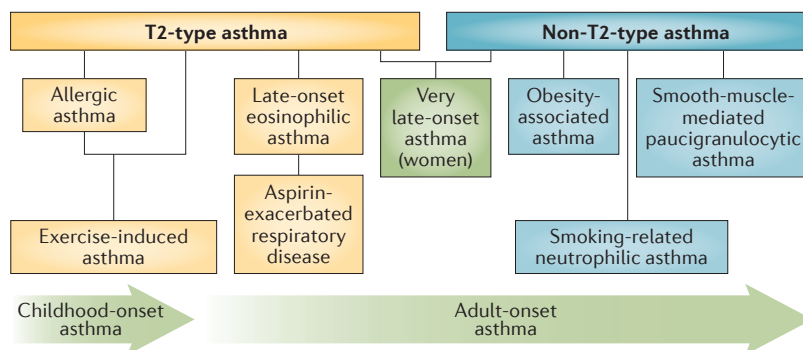 T2-type asthma
Non-T2-type asthma
Allergic
asthma
Late-onset
eosinophilic
asthma
Very
late-onset
asthma
(women)
Obesity-
associated
asthma
Smooth-muscle-
mediated
paucigranulocytic
asthma
Aspirin-
exacerbated
respiratory
disease
Exercise-induced
asthma
Smoking-related
neutrophilic asthma
Childhood-onset
asthma
Adult-onset
asthma